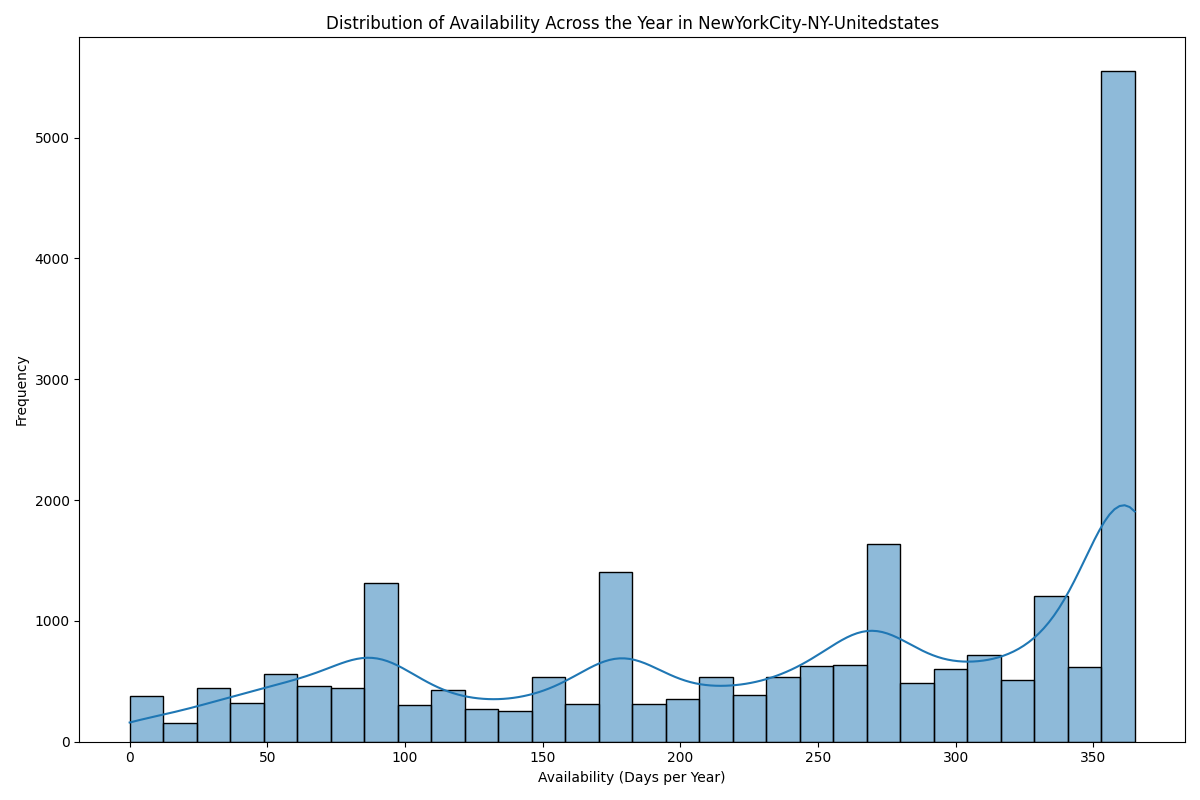 Distribution of Availability Across the Year in NewYorkCity-NY-Unitedstates
5000
4000
3000
2000
1000
0
Frequency
0 50 100 150 200 250 300 350
Availability (Days per Year)